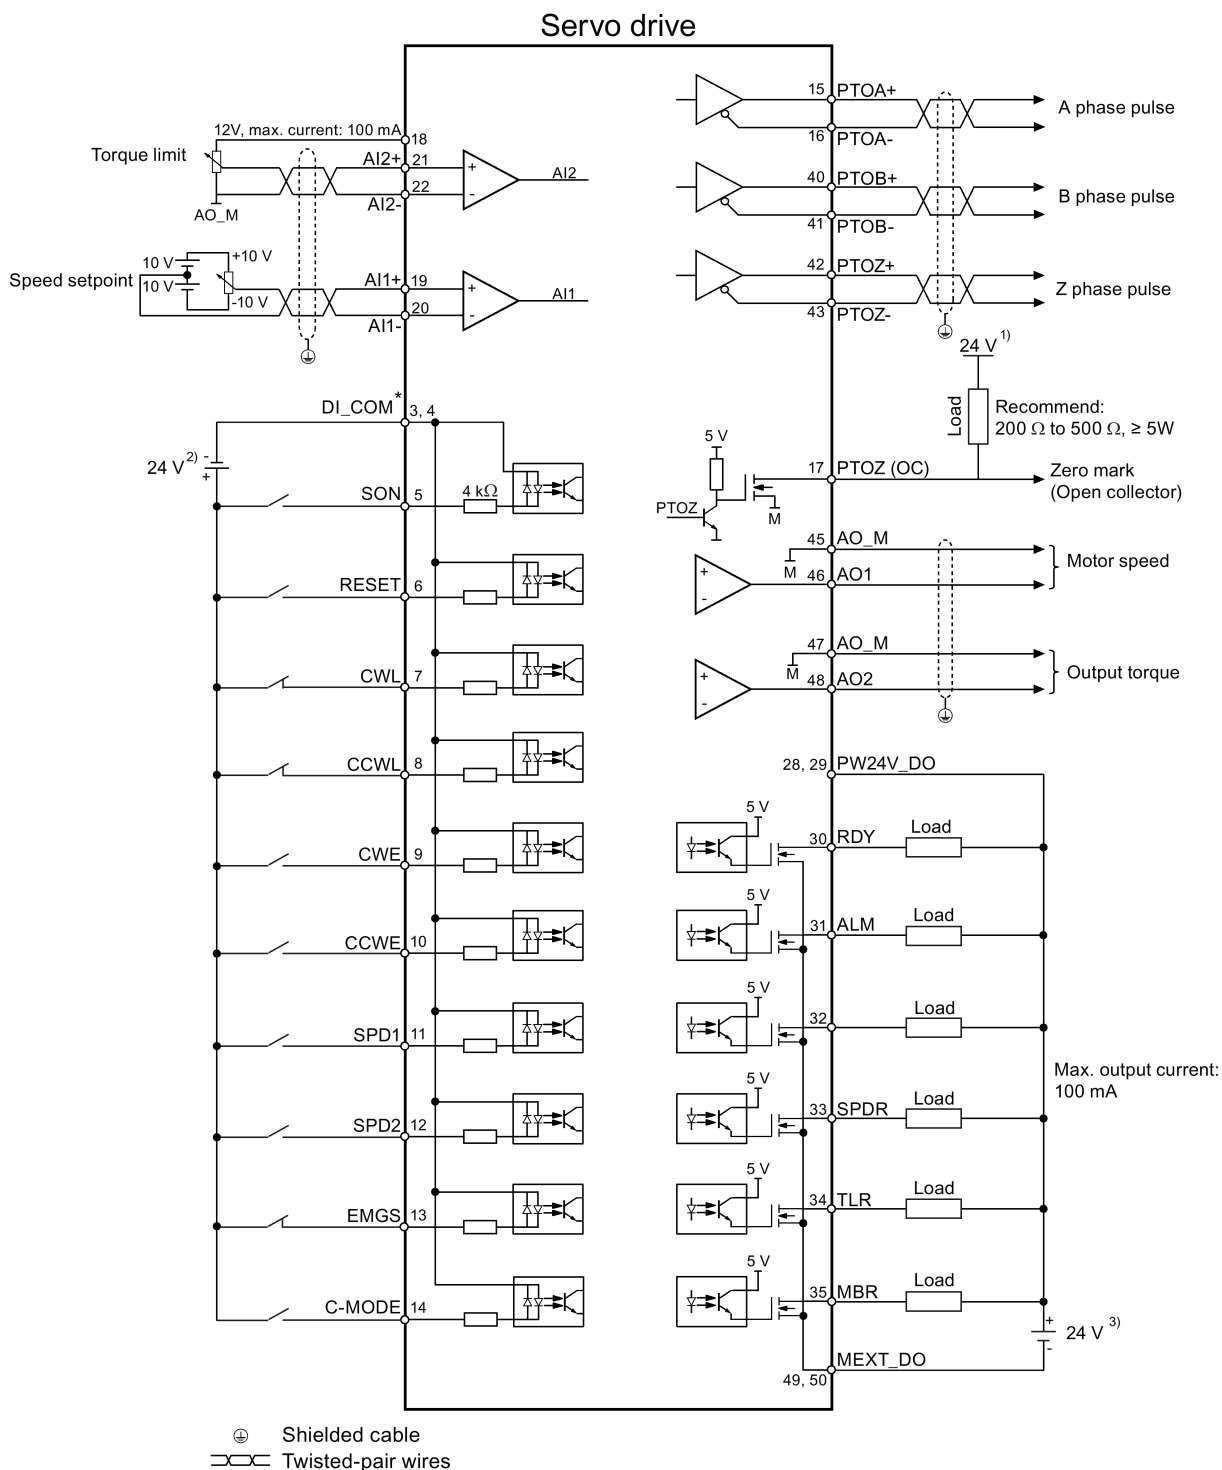 Servo drive
12V, max. current: 100 mA
18
Torque limit
AI2+ 21
22
AI2-
AO_M
+
-
AI2
10 V
10 V
+10 V
-10 V
Speed setpoint
AI1+ 19
20
AI1-
+
-
AI1
DI_COM* 3, 4
24 V 2)
-
+
SON 5
4 kΩ
RESET 6
CWL 7
CCWL 8
CWE 9
CCWE 10
SPD1 11
SPD2 12
EMGS 13
C-MODE 14
15 PTOA+
16 PTOA-
A phase pulse
40 PTOB+
41 PTOB-
B phase pulse
42 PTOZ+
43 PTOZ-
Z phase pulse
24 V 1)
Load
Recommend:
200 Ω to 500 Ω, ≥ 5W
5 V
PTOZ
M
17 PTOZ (OC)
Zero mark
(Open collector)
45 AO_M
M
46 AO1
+
-
Motor speed
47 AO_M
M
48 AO2
+
-
Output torque
28, 29 PW24V_DO
5 V
30 RDY
Load
5 V
31 ALM
Load
5 V
32
Load
Max. output current:
100 mA
5 V
33 SPDR
Load
5 V
34 TLR
Load
5 V
35 MBR
Load
+
24 V 3)
-
MEXT_DO
49, 50
Shielded cable
Twisted-pair wires